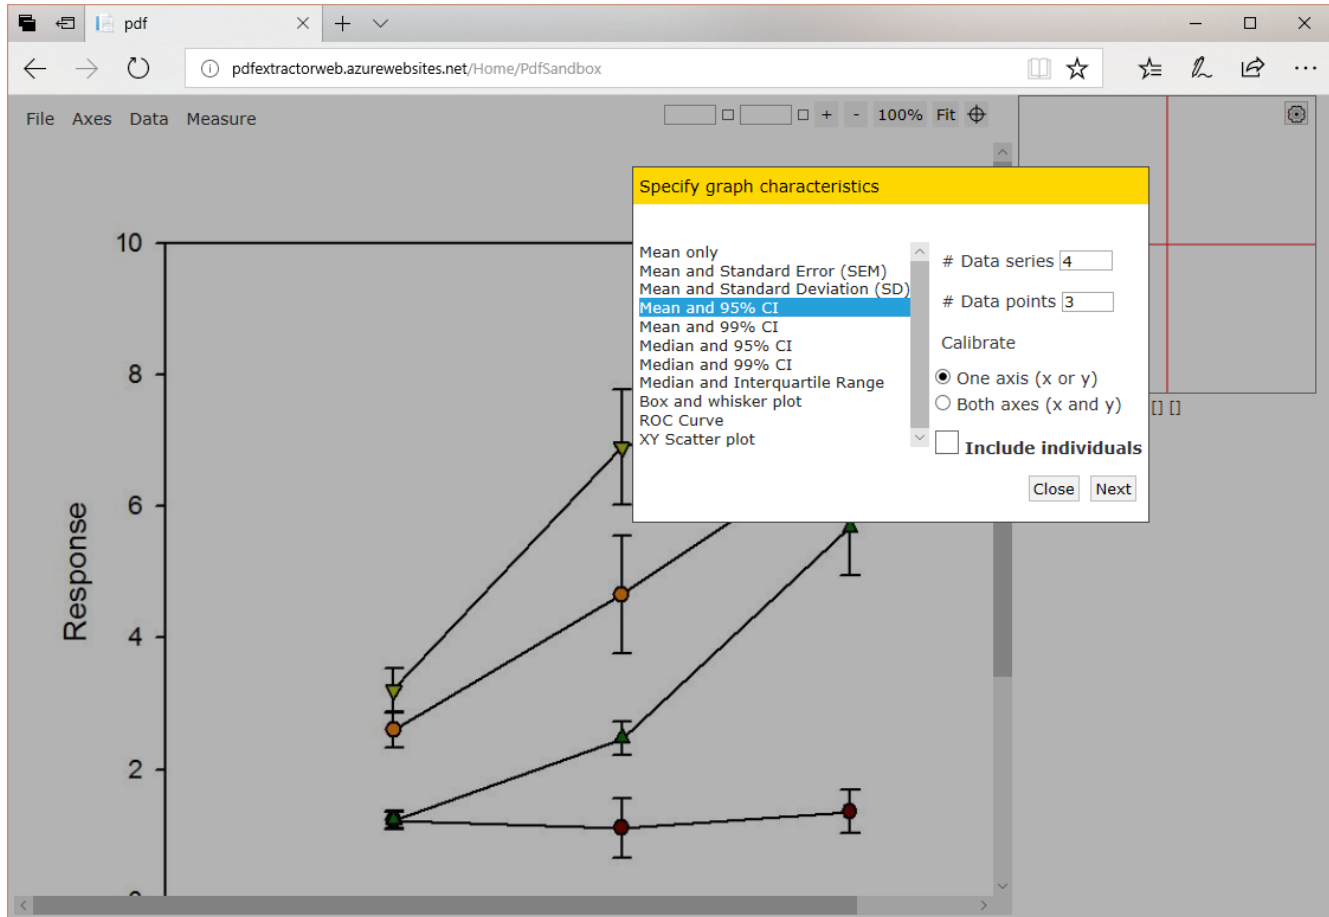 pdf
pdfextractorweb.azurewebsites.net/Home/PdfSandbox
File Axes Data Measure
+ - 100% Fit
Specify graph characteristics
Mean only
Mean and Standard Error (SEM)
Mean and Standard Deviation (SD)
Mean and 95% CI
Mean and 99% CI
Median and 95% CI
Median and 99% CI
Median and Interquartile Range
Box and whisker plot
ROC Curve
XY Scatter plot
# Data series 4
# Data points 3
Calibrate
One axis (x or y)
Both axes (x and y)
Include individuals
Close Next
[] []
10
8
6
4
2
Response